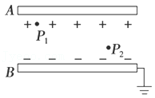 A
+ + + + +
P₁
P₂
− − − − −
B